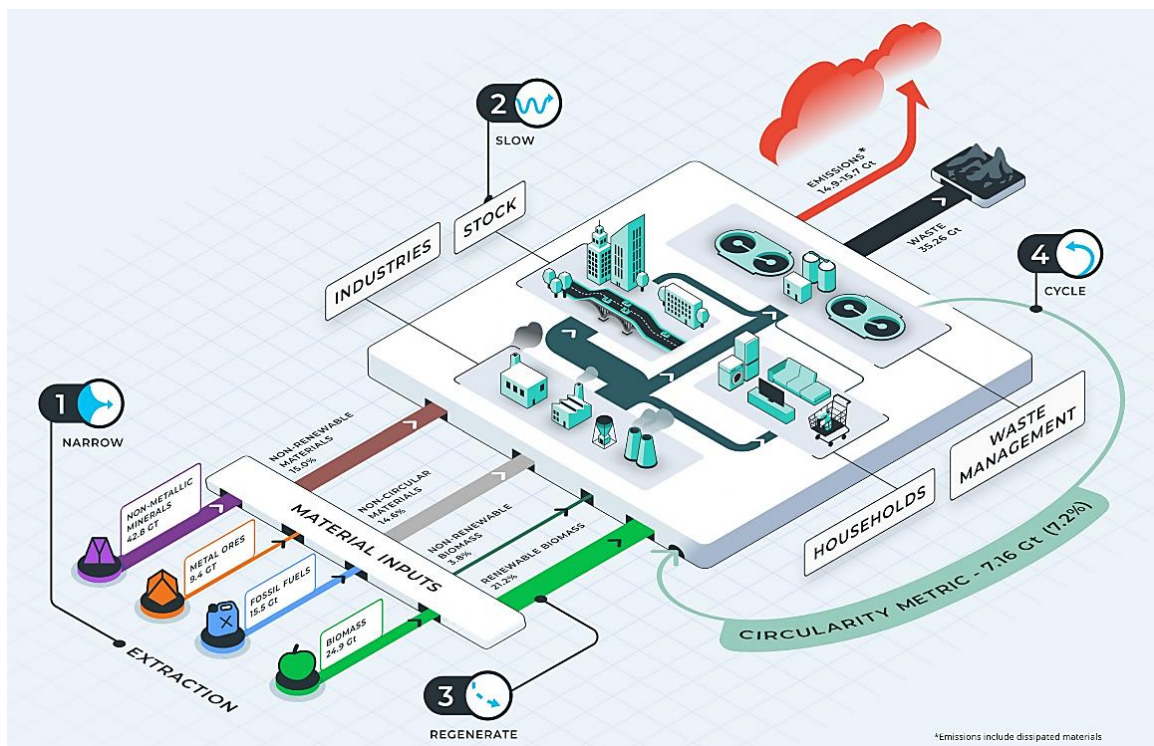 2
SLOW
STOCK
INDUSTRIES
EMISSIONS*
14.9-15.7 Gt
WASTE
35.26 Gt
4
CYCLE
1
NARROW
NON-RENEWABLE
MATERIALS
15.0%
NON-CIRCULAR
MATERIALS
14.6%
NON-RENEWABLE
BIOMASS
3.8%
RENEWABLE BIOMASS
21.2%
NON-METALLIC
MINERALS
42.8 GT
METAL ORES
9.4 GT
FOSSIL FUELS
15.5 Gt
BIOMASS
24.9 Gt
MATERIAL INPUTS
EXTRACTION
3
REGENERATE
WASTE
MANAGEMENT
HOUSEHOLDS
CIRCULARITY METRIC - 7.16 Gt (7.2%)
*Emissions include dissipated materials